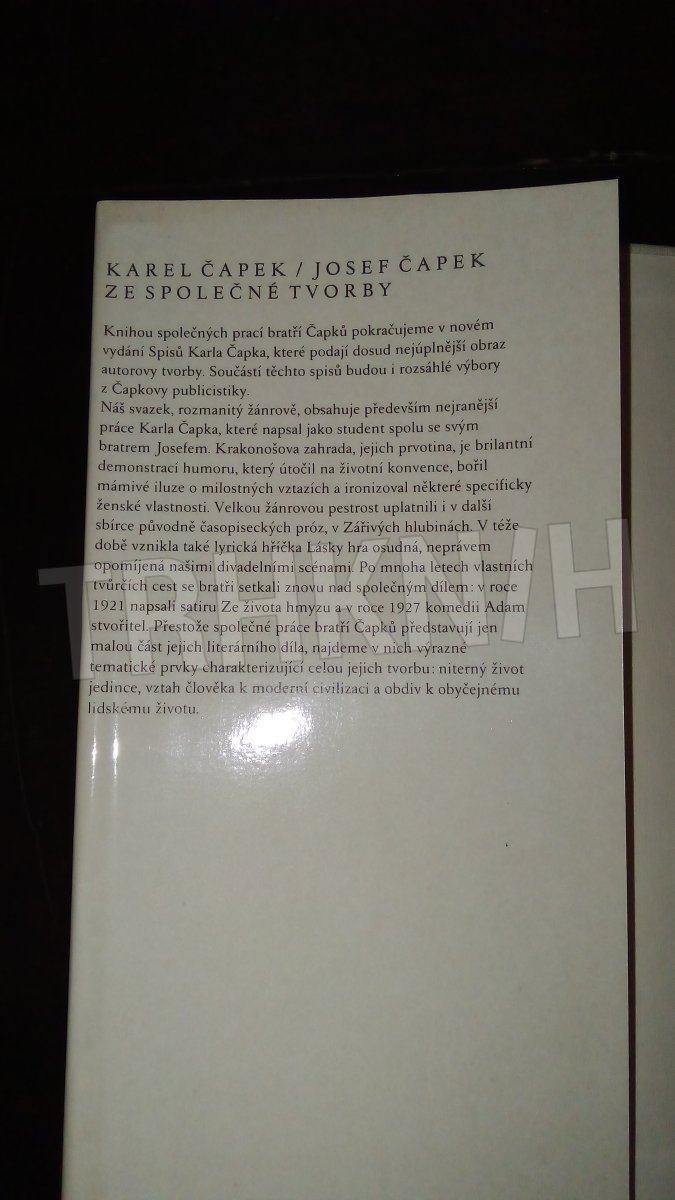 KAREL ČAPEK / JOSEF ČAPEK
ZE SPOLEČNÉ TVORBY
Knihou společných prací bratří Čapků pokračujeme v novém
vydání Spisů Karla Čapka, které podají dosud nejúplnější obraz
autorovy tvorby. Součástí těchto spisů budou i rozsáhlé výbory
z Čapkovy publicistiky.
Náš svazek, rozmanitý žánrově, obsahuje především nejranější
práce Karla Čapka, které napsal jako student spolu se svým
bratrem Josefem. Krakonošova zahrada, jejich prvotina, je brilantní
demonstrací humoru, který útočil na životní konvence, bořil
mámivé iluze o milostných vztazích a ironizoval některé specificky
ženské vlastnosti. Velkou žánrovou pestrost uplatnili i v další
sbírce původně časopiseckých próz, v Zářivých hlubinách. V téže
době vznikla také lyrická hříčka Lásky hra osudná, neprávem
opomíjená našimi divadelními scénami. Po mnoha letech vlastních
tvůrčích cest se bratři setkali znovu nad společným dílem: v roce
1921 napsali satiru Ze života hmyzu a v roce 1927 komedii Adam
stvořitel. Přestože společné práce bratří Čapků představují jen
malou část jejich literárního díla, najdeme v nich výrazné
tematické prvky charakterizující celou jejich tvorbu: niterný život
jedince, vztah člověka k moderní civilizaci a obdiv k obyčejnému
lidskému životu.
TRHKNIH